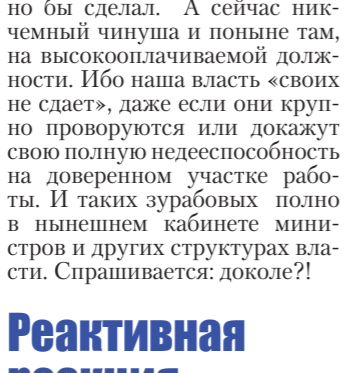 но бы сделал. А сейчас ник-
чемный чинуша и поныне там,
на высокооплачиваемой долж-
ности. Ибо наша власть «своих
не сдает», даже если они круп-
но проворуются или докажут
свою полную недееспособность
на доверенном участке рабо-
ты. И таких зурабовых полно
в нынешнем кабинете мини-
стров и других структурах вла-
сти. Спрашивается: доколе?!
Реактивная
реакция